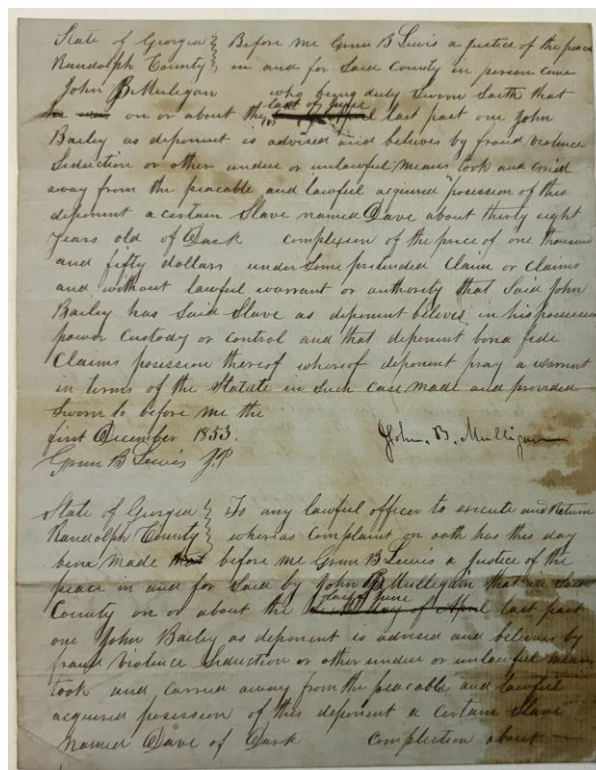 State of Georgia } Before me Green B Lewis a Justice of the peace
Randolph County } in and for Said County in person come
John B Mulegan who being duly Sworn Saith that
on or about the last of June last past one John
Bailey as deponent is advised and believes by fraud violence
Seduction or other undue or unlawful means took and caried
away from the peacable and lawful acquired posession of this
deponent a certain Slave named Dave about thirty eight
years old of Dark complexion of the price of one thousand
and fifty dollars under Some pretended Claim or Claims
and without lawful warrant or authority that Said John
Bailey has Said Slave as deponent belives in his possession
power Custody or control and that deponent bona fide
Claims posession thereof whereof deponent pray a warrant
in terms of the Statute in Such case made and provided
Sworn to before me the
first December 1853. John. B. Mulligan
Green B Lewis J.P

State of Georgia } To any lawful officer to execute and Return
Randolph County } whereas Complaint on oath has this day
bene made before me Green B Lewis a Justice of the
peace in and for Said by John B Mullegan that in Said
County on or about the last of June last past
one John Bailey as deponent is advised and believes by
fraud violence Seduction or other undue or unlawful means
took and carried away from the peacable and lawful
acquired posession of this deponent a certain Slave
named Dave of Dark complection about